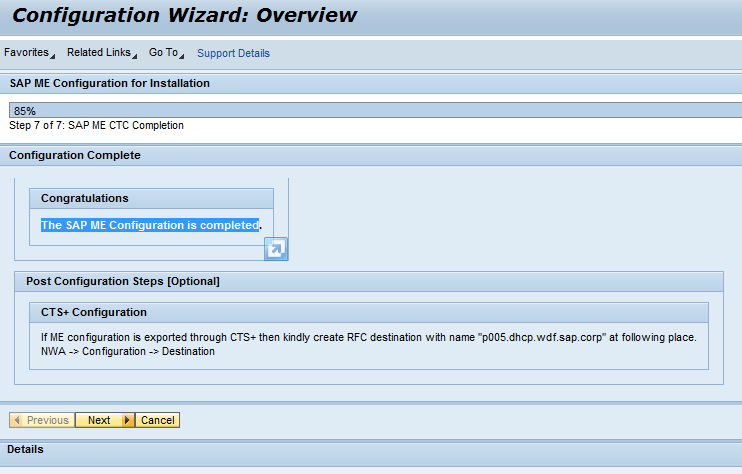 Configuration Wizard: Overview
Favorites Related Links Go To Support Details
SAP ME Configuration for Installation
85%
Step 7 of 7: SAP ME CTC Completion
Configuration Complete
Congratulations
The SAP ME Configuration is completed.
Post Configuration Steps [Optional]
CTS+ Configuration
If ME configuration is exported through CTS+ then kindly create RFC destination with name "p005.dhcp.wdf.sap.corp" at following place.
NWA -> Configuration -> Destination
Previous Next Cancel
Details